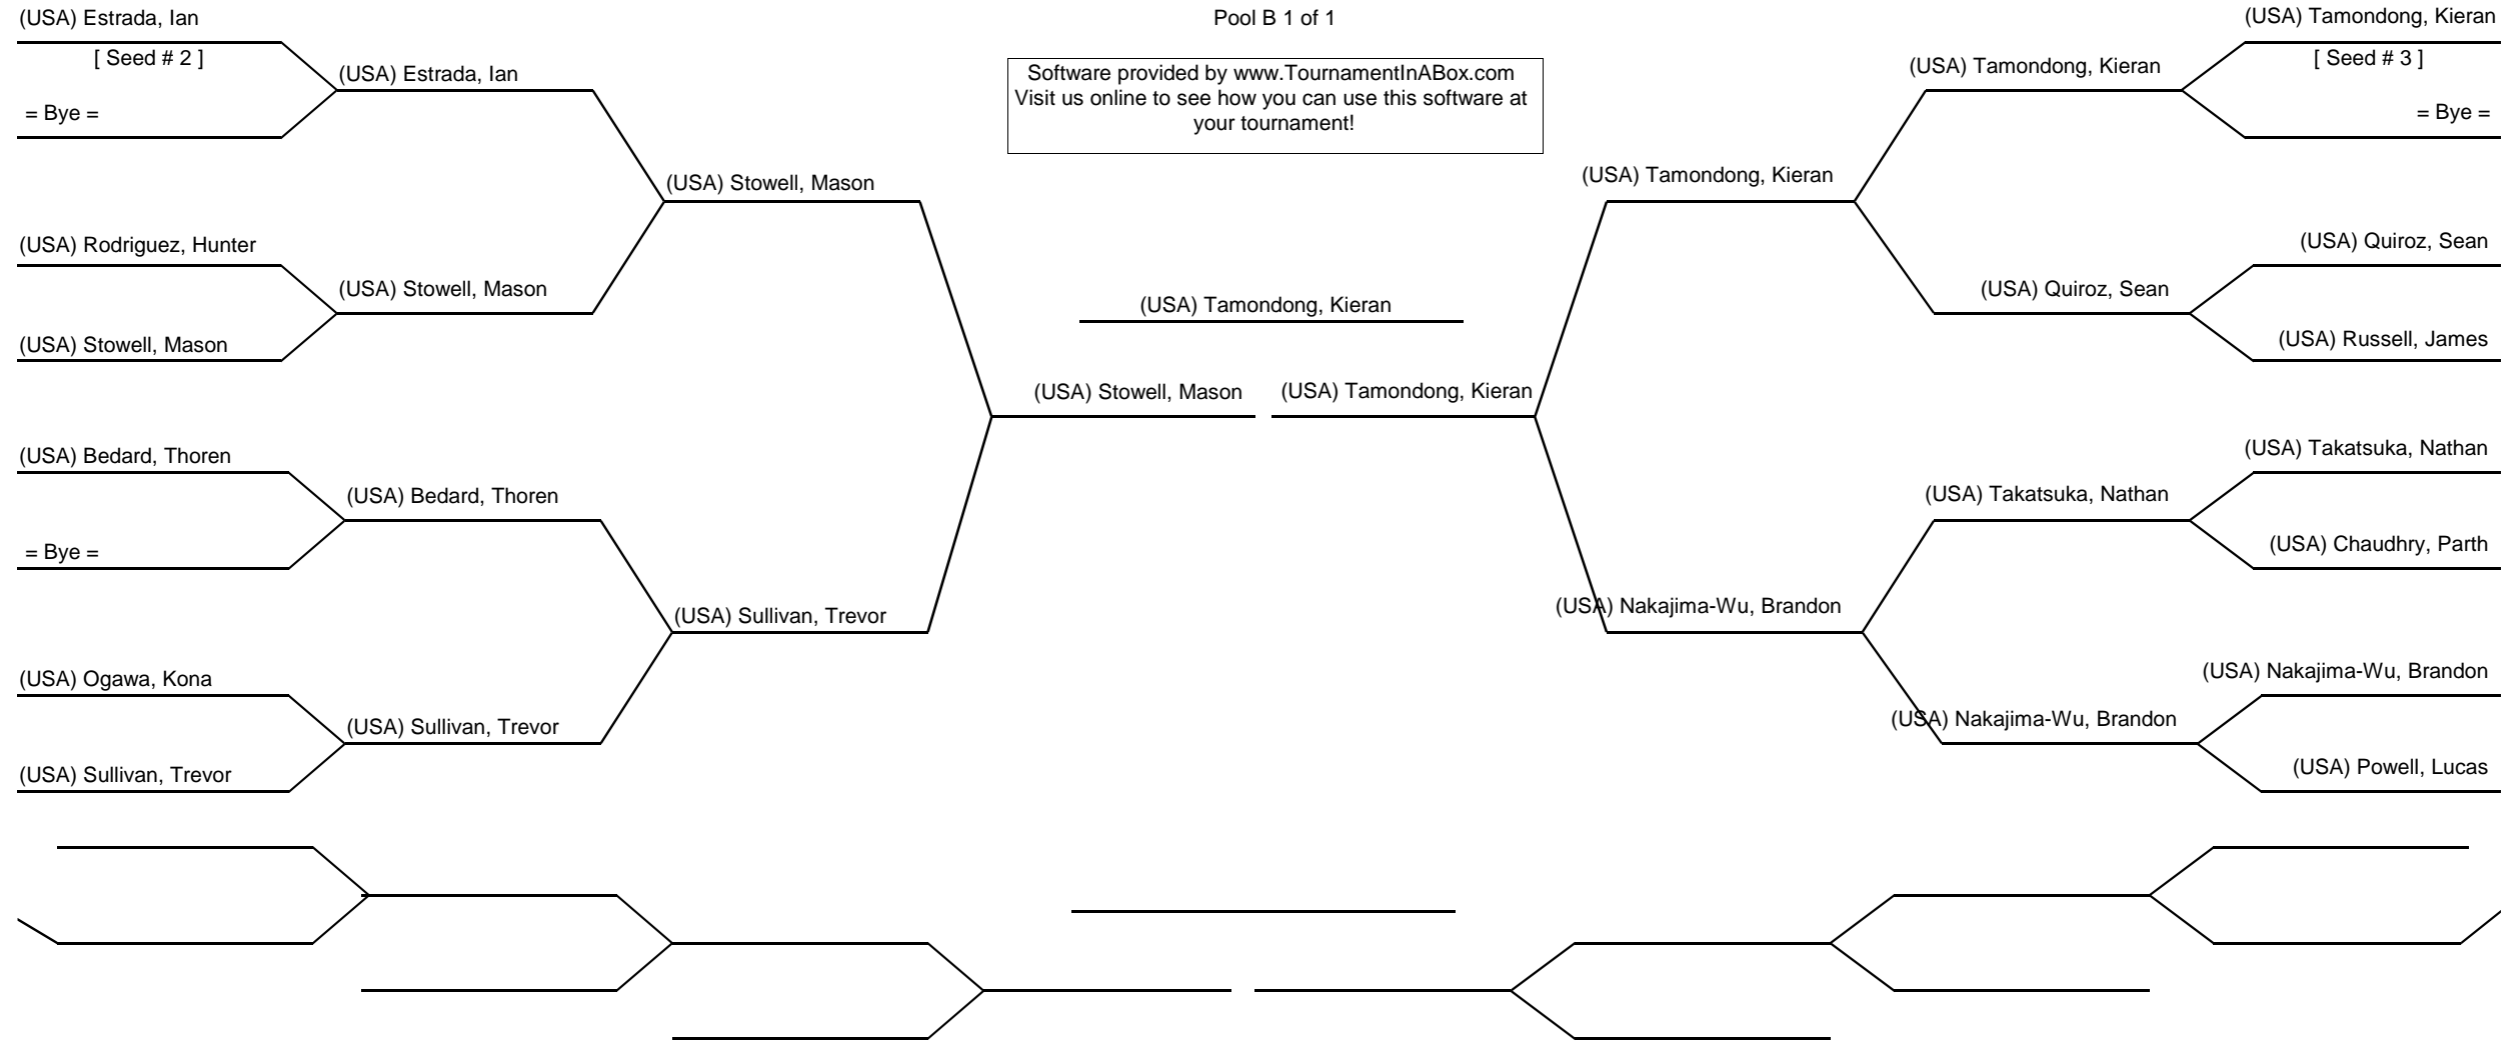 Pool B 1 of 1
Software provided by www.TournamentInABox.com
Visit us online to see how you can use this software at
your tournament!
(USA) Estrada, Ian
[ Seed # 2 ]
= Bye =
(USA) Rodriguez, Hunter
(USA) Stowell, Mason
(USA) Bedard, Thoren
= Bye =
(USA) Ogawa, Kona
(USA) Sullivan, Trevor
(USA) Estrada, Ian
(USA) Stowell, Mason
(USA) Bedard, Thoren
(USA) Sullivan, Trevor
(USA) Stowell, Mason
(USA) Sullivan, Trevor
(USA) Tamondong, Kieran
(USA) Stowell, Mason
(USA) Tamondong, Kieran
(USA) Tamondong, Kieran
(USA) Nakajima-Wu, Brandon
(USA) Tamondong, Kieran
(USA) Quiroz, Sean
(USA) Takatsuka, Nathan
(USA) Nakajima-Wu, Brandon
(USA) Tamondong, Kieran
[ Seed # 3 ]
= Bye =
(USA) Quiroz, Sean
(USA) Russell, James
(USA) Takatsuka, Nathan
(USA) Chaudhry, Parth
(USA) Nakajima-Wu, Brandon
(USA) Powell, Lucas